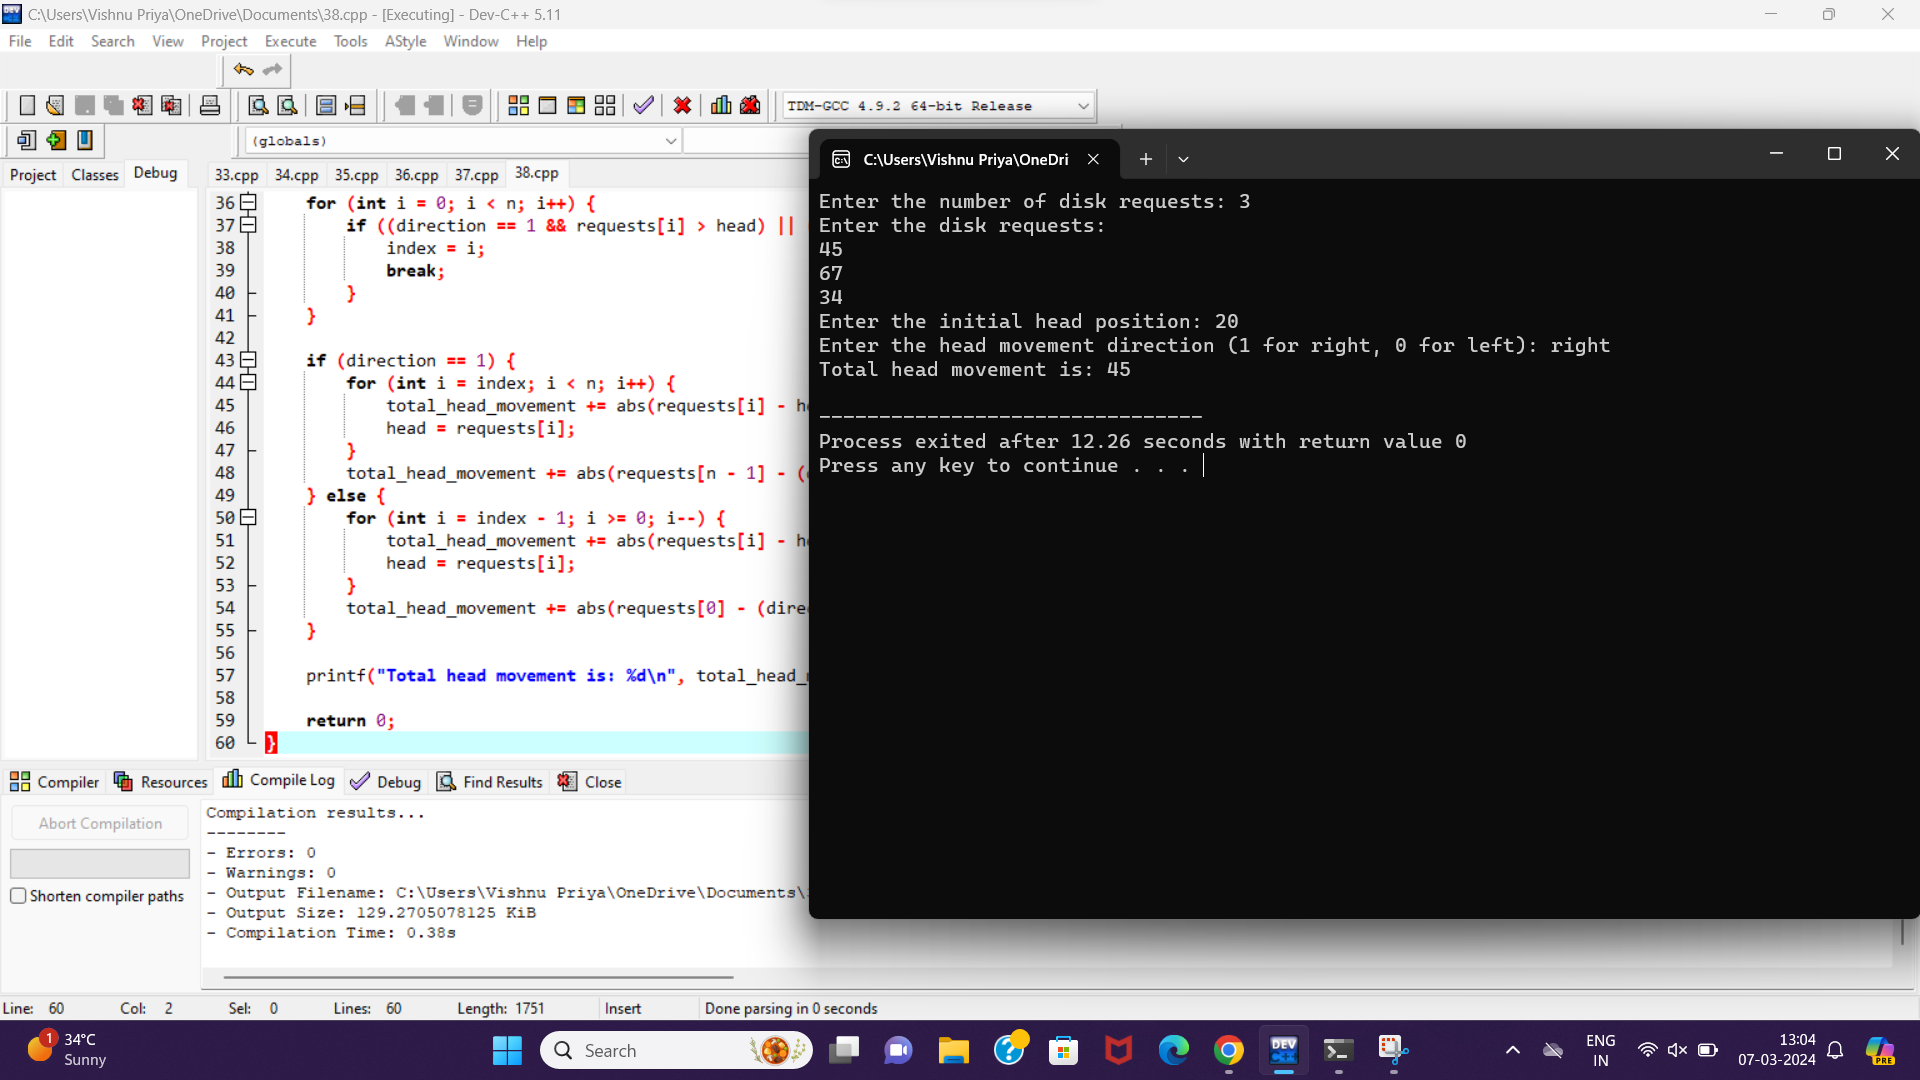 C:\Users\Vishnu Priya\OneDrive\Documents\38.cpp - [Executing] - Dev-C++ 5.11
File Edit Search View Project Execute Tools AStyle Window Help
TDM-GCC 4.9.2 64-bit Release
(globals)
Project Classes Debug
33.cpp 34.cpp 35.cpp 36.cpp 37.cpp 38.cpp
36 for (int i = 0; i < n; i++) {
37 if ((direction == 1 && requests[i] > head) ||
38 index = i;
39 break;
40 }
41 }
42
43 if (direction == 1) {
44 for (int i = index; i < n; i++) {
45 total_head_movement += abs(requests[i] -
46 head = requests[i];
47 }
48 total_head_movement += abs(requests[n - 1] - (
49 } else {
50 for (int i = index - 1; i >= 0; i--) {
51 total_head_movement += abs(requests[i] -
52 head = requests[i];
53 }
54 total_head_movement += abs(requests[0] - (dire
55 }
56
57 printf("Total head movement is: %d\n", total_head_
58
59 return 0;
60 }
C:\Users\Vishnu Priya\OneDri
Enter the number of disk requests: 3
Enter the disk requests:
45
67
34
Enter the initial head position: 20
Enter the head movement direction (1 for right, 0 for left): right
Total head movement is: 45
--------------------------------
Process exited after 12.26 seconds with return value 0
Press any key to continue . . .
Compiler Resources Compile Log Debug Find Results Close
Abort Compilation
Shorten compiler paths
Compilation results...
--------
- Errors: 0
- Warnings: 0
- Output Filename: C:\Users\Vishnu Priya\OneDrive\Documents\
- Output Size: 129.2705078125 KiB
- Compilation Time: 0.38s
Line: 60 Col: 2 Sel: 0 Lines: 60 Length: 1751 Insert Done parsing in 0 seconds
1
34°C
Sunny
Search
DEV
ENG
IN
13:04
07-03-2024
PRE